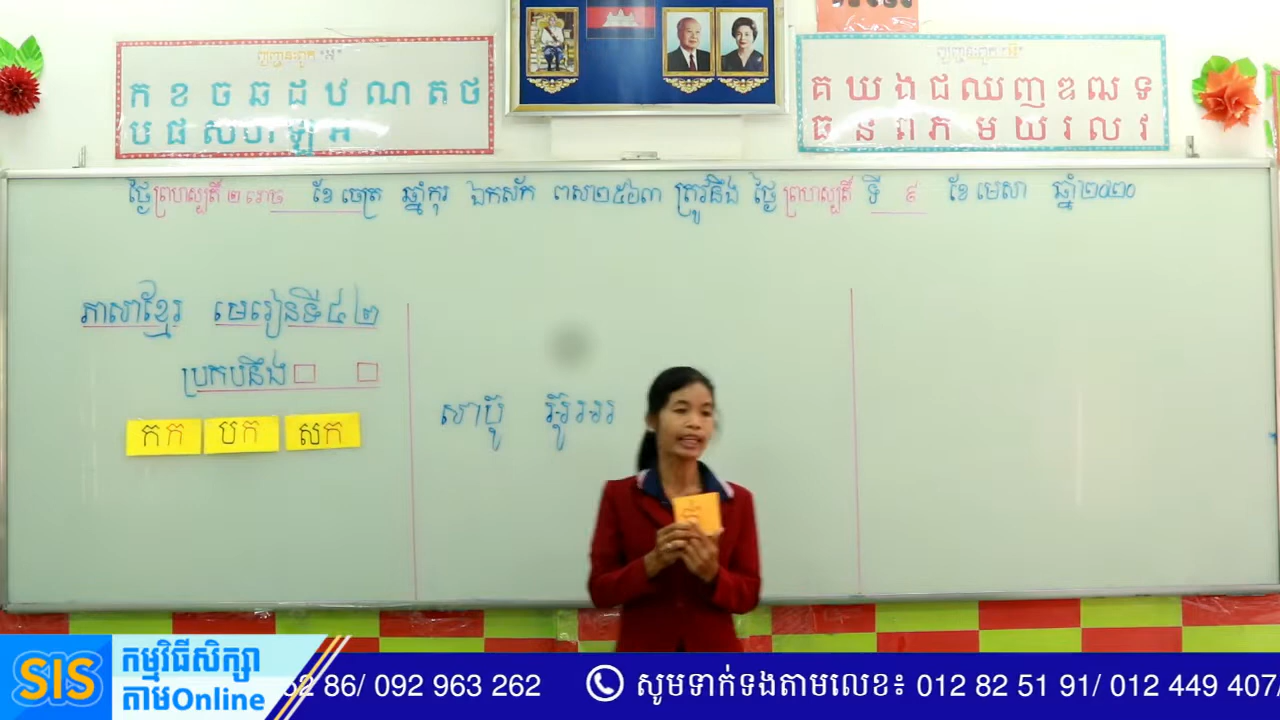 ក ខ ច ឆ ដ ឋ ណ ត ថ
ប ផ ស ហ ឡ អ
គ ឃ ង ជ ឈ ញ ឌ ឍ ទ
ធ ន ព ភ ម យ រ ល វ
ថ្ងៃ ព្រហស្បតិ៍ ២ រោច ខែ ចេត្រ ឆ្នាំកុរ ឯកស័ក ពស២៥៦៣ ត្រូវនឹង ថ្ងៃ ព្រហស្បតិ៍ ទី ៩ ខែ មេសា ឆ្នាំ២០២០
ភាសាខ្មែរ មេរៀនទី៤២
ប្រកបនឹង
កក បក សក
សាប៊ូ អ៊ូអរ
SIS កម្មវិធីសិក្សា
តាមOnline
86/ 092 963 262 សូមទាក់ទងតាមលេខ៖ 012 82 51 91/ 012 449 407/